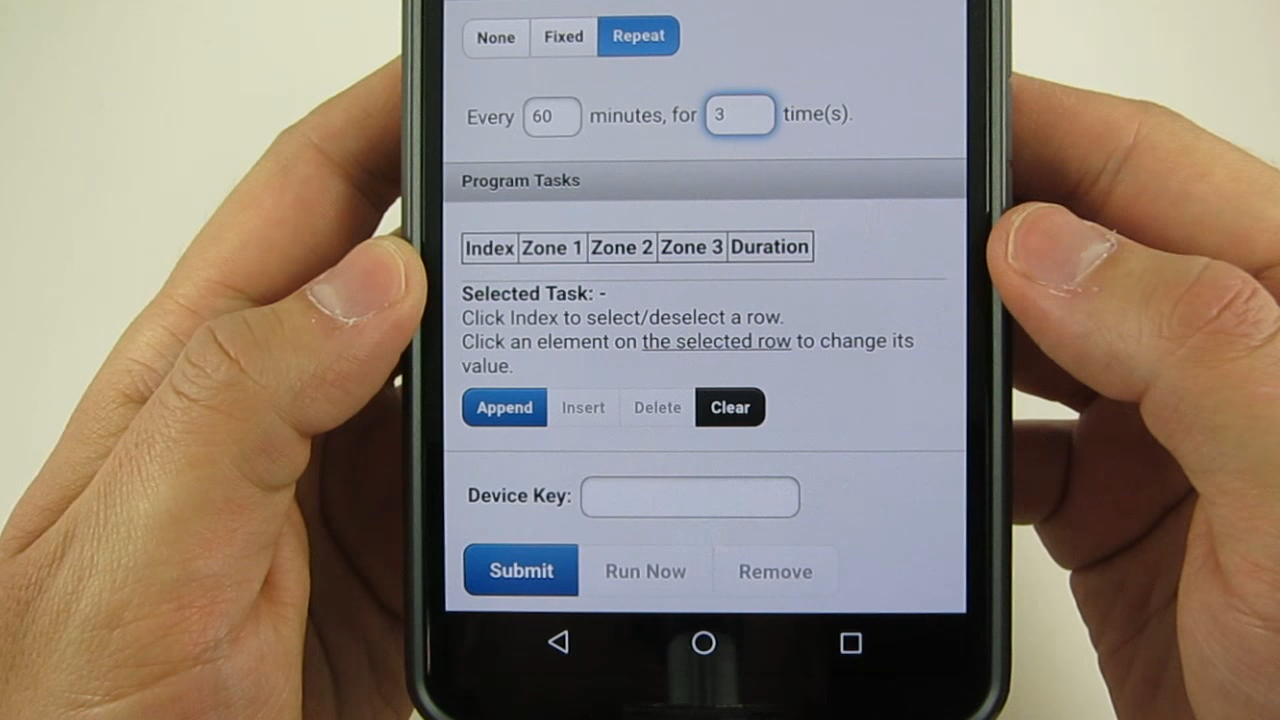 None Fixed Repeat
Every 60 minutes, for 3 time(s).
Program Tasks
Index Zone 1 Zone 2 Zone 3 Duration
Selected Task: -
Click Index to select/deselect a row.
Click an element on the selected row to change its
value.
Append Insert Delete Clear
Device Key:
Submit Run Now Remove